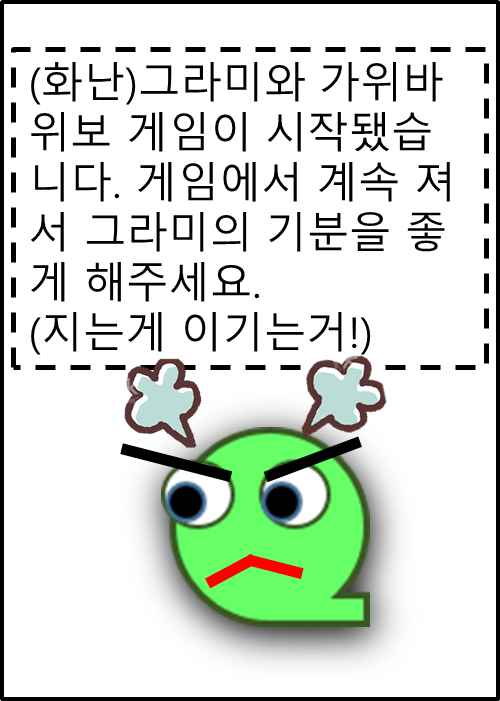 (화난)그라미와 가위바
위보 게임이 시작됐습
니다. 게임에서 계속 져
서 그라미의 기분을 좋
게 해주세요.
(지는게 이기는거!)